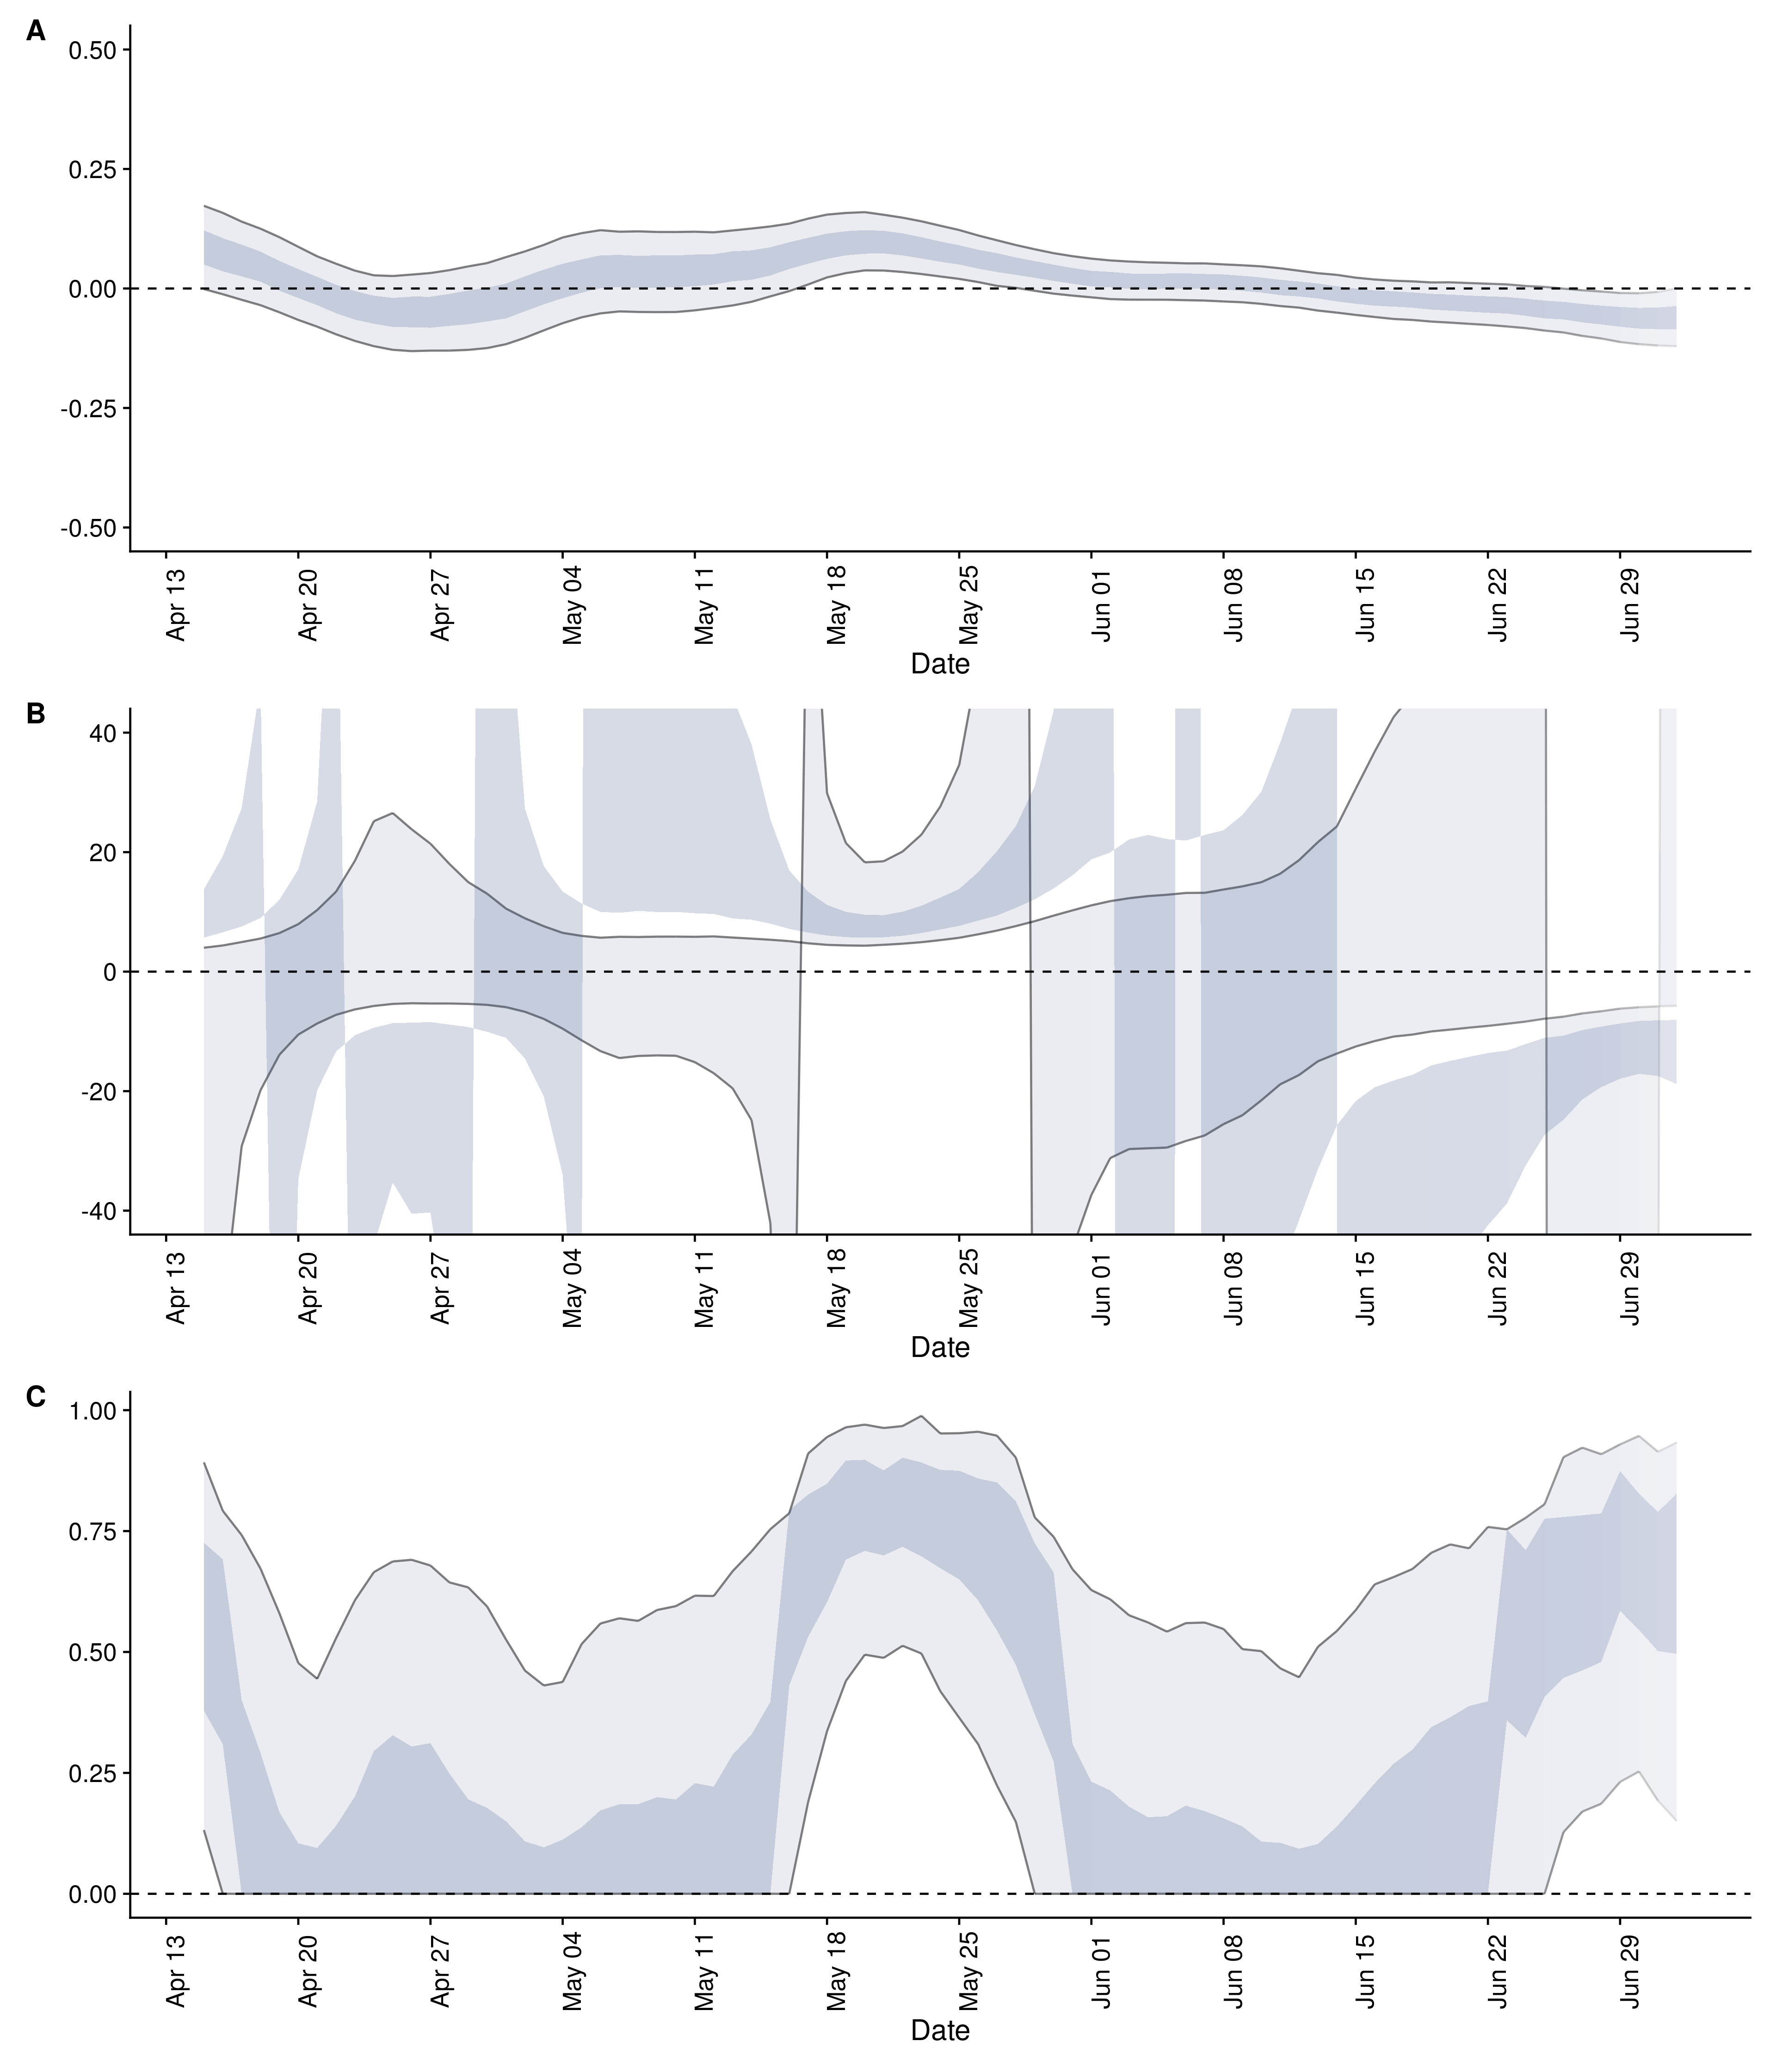 A
0.50
0.25
0.00
-0.25
-0.50
Apr 13
Apr 20
Apr 27
May 04
May 11
May 18
May 25
Jun 01
Jun 08
Jun 15
Jun 22
Jun 29
Date
B
40
20
0
-20
-40
Apr 13
Apr 20
Apr 27
May 04
May 11
May 18
May 25
Jun 01
Jun 08
Jun 15
Jun 22
Jun 29
Date
C
1.00
0.75
0.50
0.25
0.00
Apr 13
Apr 20
Apr 27
May 04
May 11
May 18
May 25
Jun 01
Jun 08
Jun 15
Jun 22
Jun 29
Date